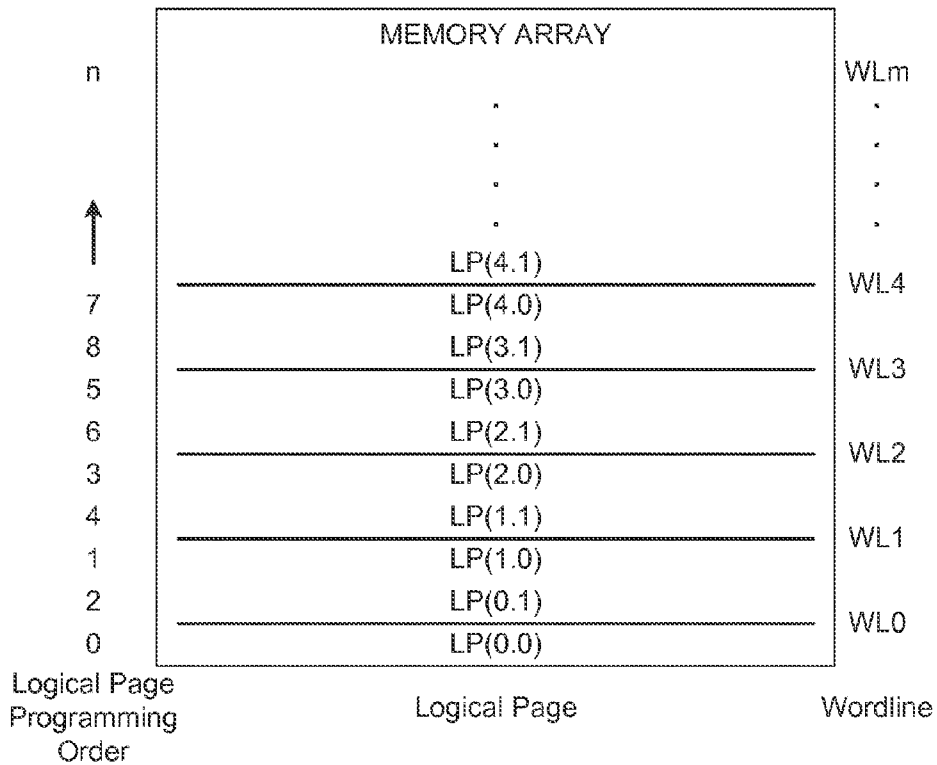 MEMORY ARRAY
n WLm
LP(4.1)
WL4
7 LP(4.0)
8 LP(3.1)
WL3
5 LP(3.0)
6 LP(2.1)
WL2
3 LP(2.0)
4 LP(1.1)
WL1
1 LP(1.0)
2 LP(0.1)
WL0
0 LP(0.0)
Logical Page
Programming
Order
Logical Page
Wordline